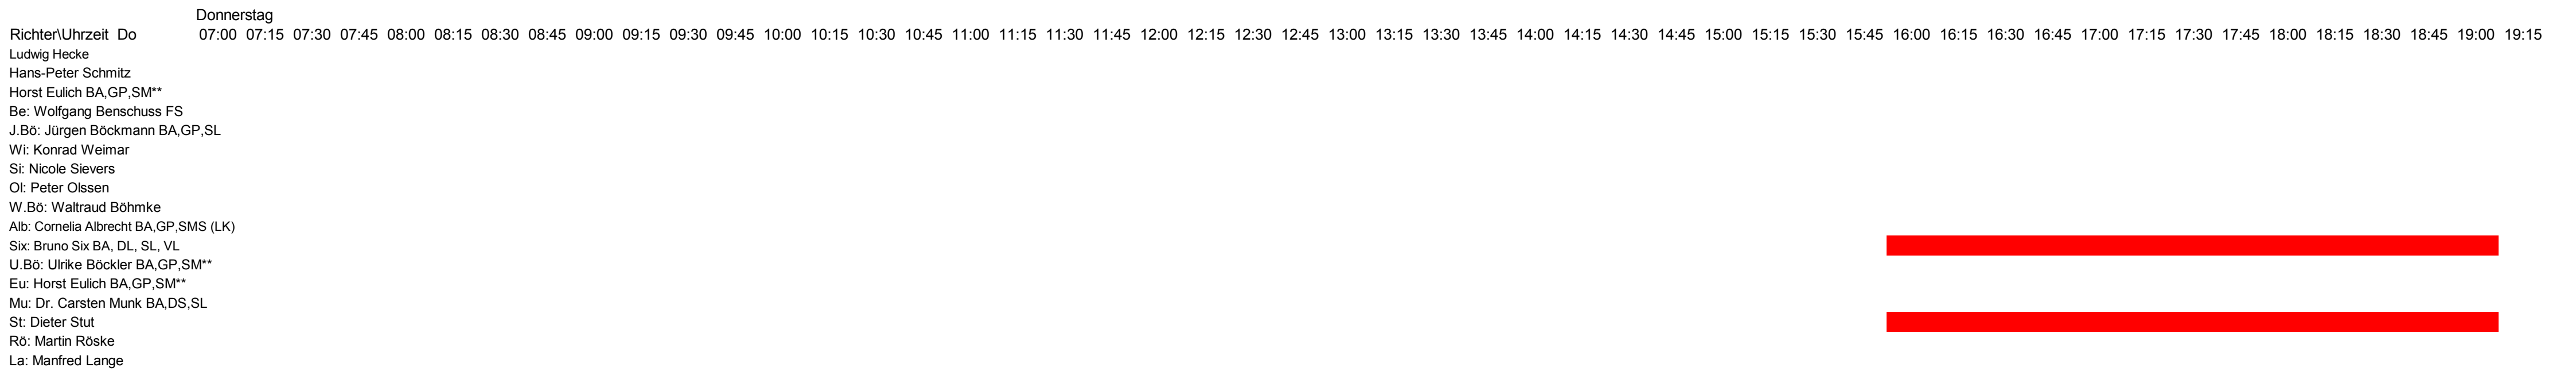 Donnerstag
Richter\Uhrzeit Do 07:00 07:15 07:30 07:45 08:00 08:15 08:30 08:45 09:00 09:15 09:30 09:45 10:00 10:15 10:30 10:45 11:00 11:15 11:30 11:45 12:00 12:15 12:30 12:45 13:00 13:15 13:30 13:45 14:00 14:15 14:30 14:45 15:00 15:15 15:30 15:45 16:00 16:15 16:30 16:45 17:00 17:15 17:30 17:45 18:00 18:15 18:30 18:45 19:00 19:15
Ludwig Hecke
Hans-Peter Schmitz
Horst Eulich BA,GP,SM**
Be: Wolfgang Benschuss FS
J.Bö: Jürgen Böckmann BA,GP,SL
Wi: Konrad Weimar
Si: Nicole Sievers
Ol: Peter Olssen
W.Bö: Waltraud Böhmke
Alb: Cornelia Albrecht BA,GP,SMS (LK)
Six: Bruno Six BA, DL, SL, VL
U.Bö: Ulrike Böckler BA,GP,SM**
Eu: Horst Eulich BA,GP,SM**
Mu: Dr. Carsten Munk BA,DS,SL
St: Dieter Stut
Rö: Martin Röske
La: Manfred Lange